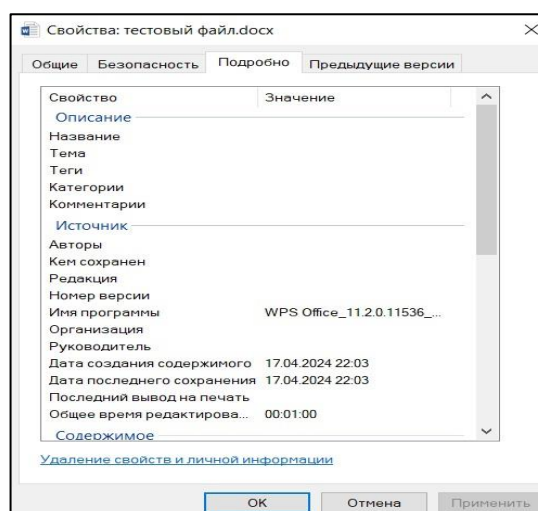 Свойства: тестовый файл.docx
Общие Безопасность Подробно Предыдущие версии
Свойство Значение
Описание
Название
Тема
Теги
Категории
Комментарии
Источник
Авторы
Кем сохранен
Редакция
Номер версии
Имя программы WPS Office_11.2.0.11536_...
Организация
Руководитель
Дата создания содержимого 17.04.2024 22:03
Дата последнего сохранения 17.04.2024 22:03
Последний вывод на печать
Общее время редактирова... 00:01:00
Содержимое
Удаление свойств и личной информации
ОК Отмена Применить